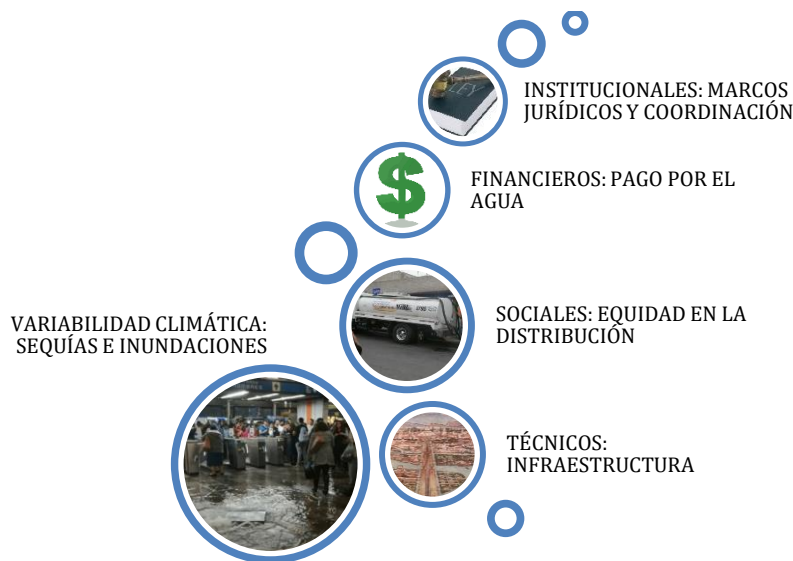 INSTITUCIONALES: MARCOS
JURÍDICOS Y COORDINACIÓN
FINANCIEROS: PAGO POR EL
AGUA
SOCIALES: EQUIDAD EN LA
DISTRIBUCIÓN
VARIABILIDAD CLIMÁTICA:
SEQUÍAS E INUNDACIONES
TÉCNICOS:
INFRAESTRUCTURA
LEY